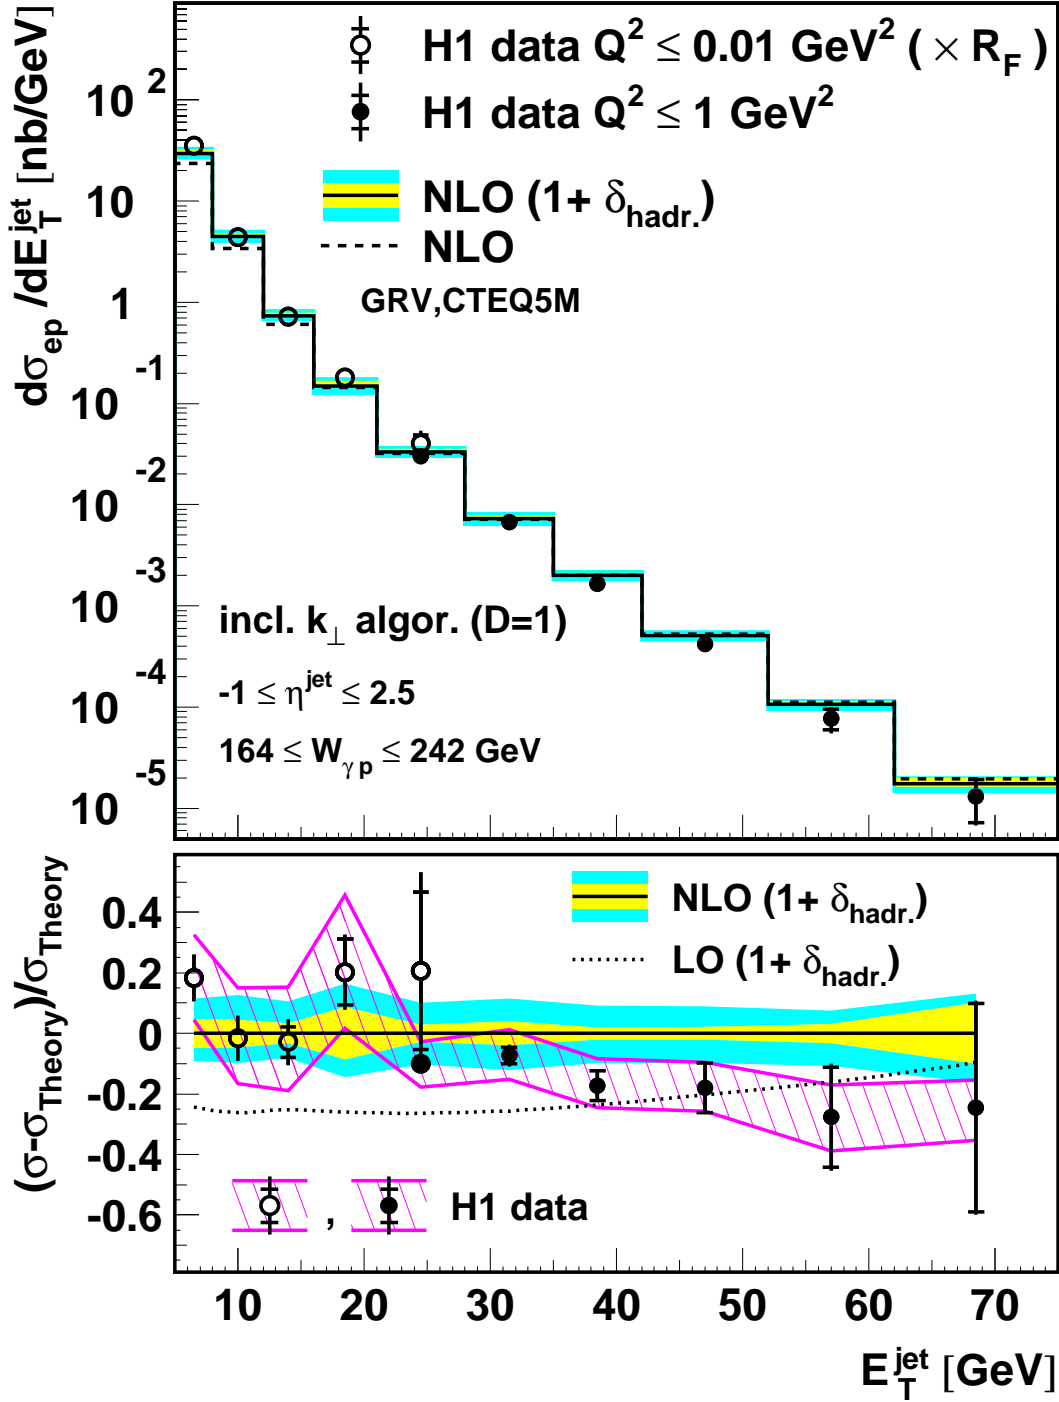 H1 data Q² ≤ 0.01 GeV² ( × R_F )
H1 data Q² ≤ 1 GeV²
NLO (1+ δ_hadr.)
NLO
GRV,CTEQ5M
dσ_ep /dE_T^jet [nb/GeV]
10²
10
1
10⁻¹
10⁻²
10⁻³
10⁻⁴
10⁻⁵
incl. k_⊥ algor. (D=1)
-1 ≤ η^jet ≤ 2.5
164 ≤ W_γp ≤ 242 GeV
(σ-σ_Theory)/σ_Theory
0.4
0.2
0
-0.2
-0.4
-0.6
NLO (1+ δ_hadr.)
LO (1+ δ_hadr.)
, H1 data
10 20 30 40 50 60 70
E_T^jet [GeV]